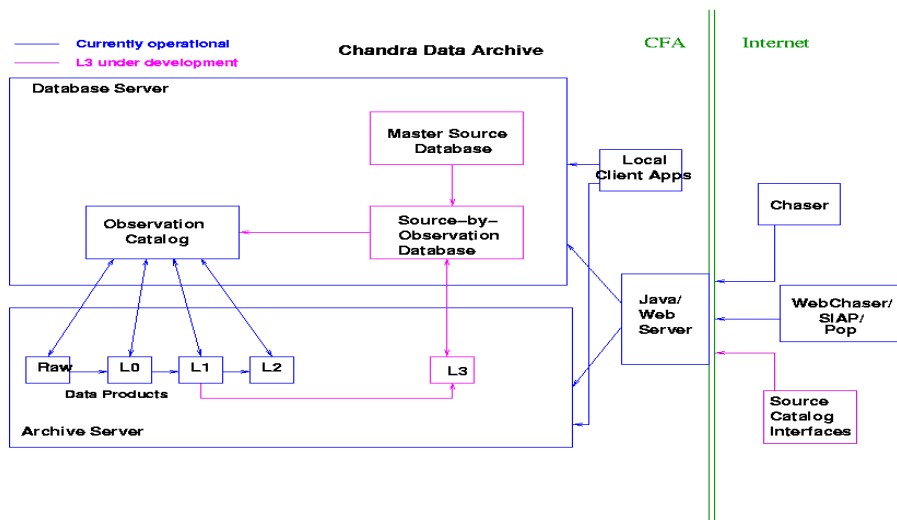 Currently operational
L3 under development
Chandra Data Archive
CFA
Internet
Database Server
Master Source
Database
Local
Client Apps
Chaser
Observation
Catalog
Source-by-
Observation
Database
Java/
Web
Server
WebChaser/
SIAP/
Pop
Raw
L0
L1
L2
L3
Data Products
Source
Catalog
Interfaces
Archive Server